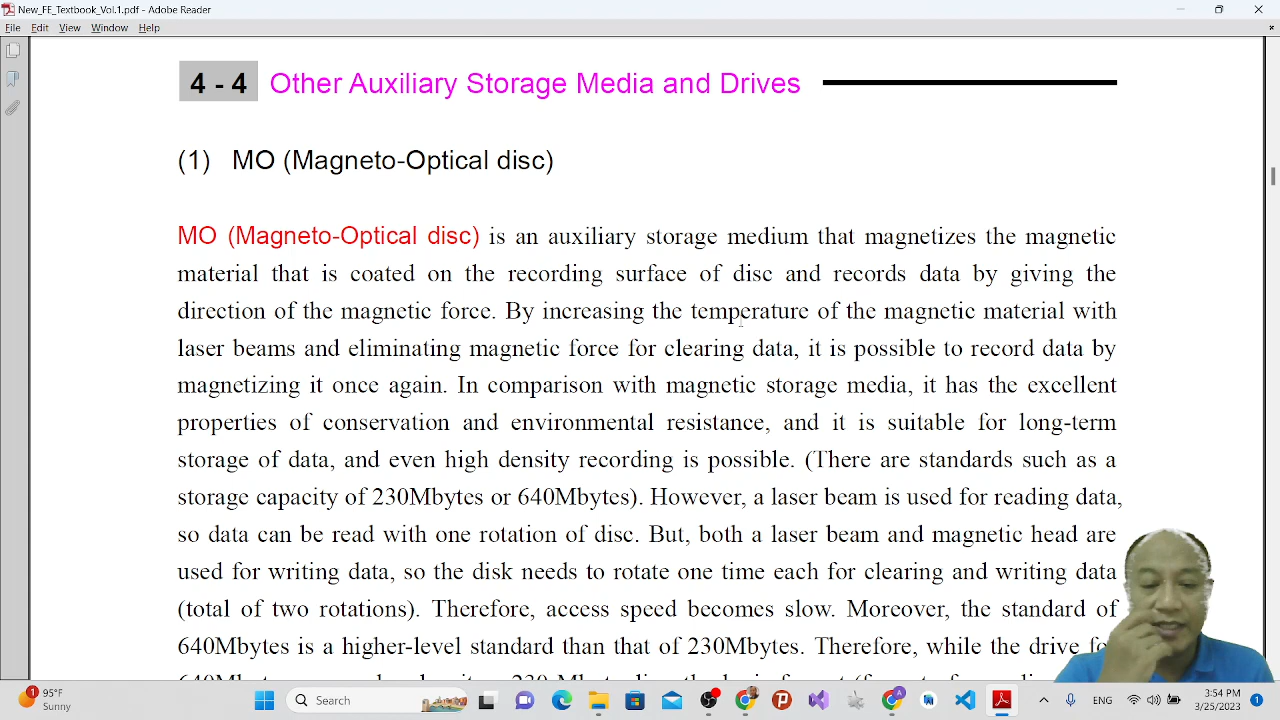 New_FE_Textbook_Vol.1.pdf - Adobe Reader
File Edit View Window Help
4 - 4 Other Auxiliary Storage Media and Drives
(1) MO (Magneto-Optical disc)
MO (Magneto-Optical disc) is an auxiliary storage medium that magnetizes the magnetic
material that is coated on the recording surface of disc and records data by giving the
direction of the magnetic force. By increasing the temperature of the magnetic material with
laser beams and eliminating magnetic force for clearing data, it is possible to record data by
magnetizing it once again. In comparison with magnetic storage media, it has the excellent
properties of conservation and environmental resistance, and it is suitable for long-term
storage of data, and even high density recording is possible. (There are standards such as a
storage capacity of 230Mbytes or 640Mbytes). However, a laser beam is used for reading data,
so data can be read with one rotation of disc. But, both a laser beam and magnetic head are
used for writing data, so the disk needs to rotate one time each for clearing and writing data
(total of two rotations). Therefore, access speed becomes slow. Moreover, the standard of
640Mbytes is a higher-level standard than that of 230Mbytes. Therefore, while the drive
1
95°F
Sunny
Search
ENG
3:54 PM
3/25/2023